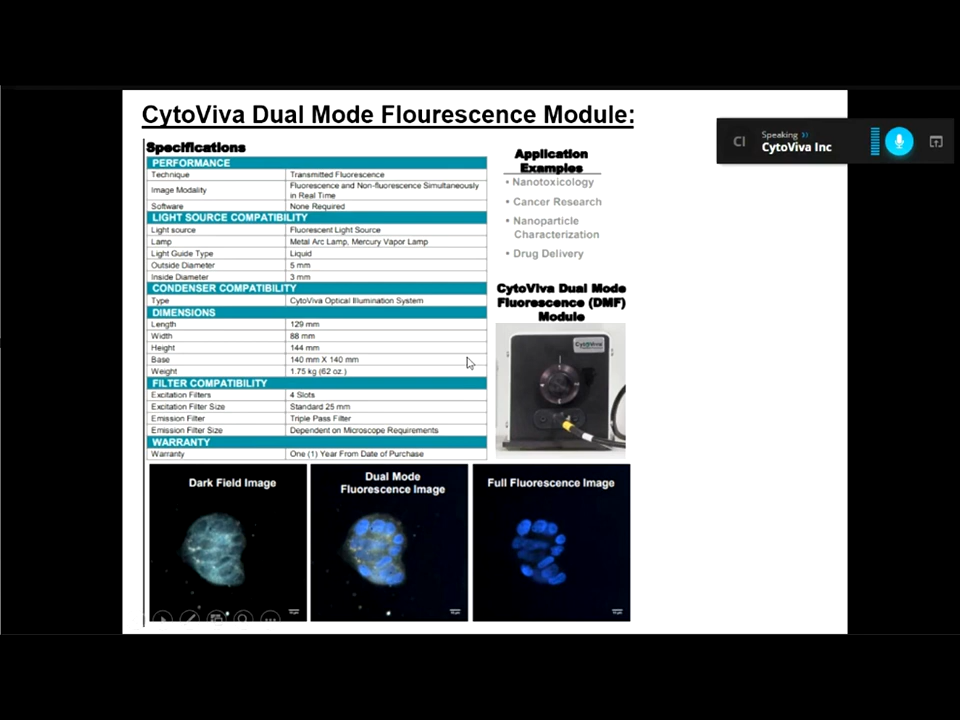 CytoViva Dual Mode Flourescence Module:
CI
Speaking
CytoViva Inc
Specifications
PERFORMANCE
Technique Transmitted Fluorescence
Image Modality Fluorescence and Non-fluorescence Simultaneously
in Real Time
Software None Required
LIGHT SOURCE COMPATIBILITY
Light source Fluorescent Light Source
Lamp Metal Arc Lamp, Mercury Vapor Lamp
Light Guide Type Liquid
Outside Diameter 5 mm
Inside Diameter 3 mm
CONDENSER COMPATIBILITY
Type CytoViva Optical Illumination System
DIMENSIONS
Length 129 mm
Width 88 mm
Height 144 mm
Base 140 mm X 140 mm
Weight 1.75 kg (62 oz.)
FILTER COMPATIBILITY
Excitation Filters 4 Slots
Excitation Filter Size Standard 25 mm
Emission Filter Triple Pass Filter
Emission Filter Size Dependent on Microscope Requirements
WARRANTY
Warranty One (1) Year From Date of Purchase
Application
Examples
• Nanotoxicology
• Cancer Research
• Nanoparticle
Characterization
• Drug Delivery
CytoViva Dual Mode
Fluorescence (DMF)
Module
CytoViva
Dark Field Image
Dual Mode
Fluorescence Image
Full Fluorescence Image